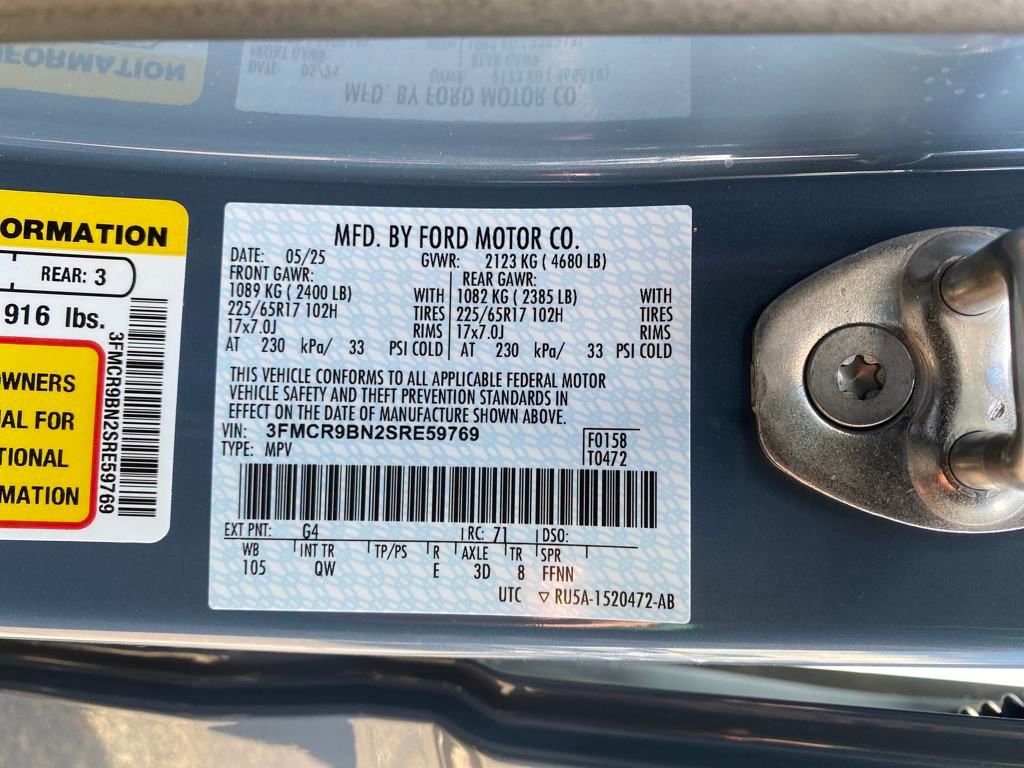 ORMATION
REAR: 3
916 lbs.
WNERS
UAL FOR
TIONAL
MATION
3FMCR9BN2SRE59769
MFD. BY FORD MOTOR CO.
DATE: 05/25 GVWR: 2123 KG ( 4680 LB)
FRONT GAWR: REAR GAWR:
1089 KG ( 2400 LB) WITH 1082 KG ( 2385 LB) WITH
225/65R17 102H TIRES 225/65R17 102H TIRES
17x7.0J RIMS 17x7.0J RIMS
AT 230 kPa/ 33 PSI COLD AT 230 kPa/ 33 PSI COLD
THIS VEHICLE CONFORMS TO ALL APPLICABLE FEDERAL MOTOR
VEHICLE SAFETY AND THEFT PREVENTION STANDARDS IN
EFFECT ON THE DATE OF MANUFACTURE SHOWN ABOVE.
VIN: 3FMCR9BN2SRE59769 F0158
TYPE: MPV T0472
EXT PNT: G4 RC: 71 DSO:
WB INT TR TP/PS R AXLE TR SPR
105 QW E 3D 8 FFNN
UTC ▽ RU5A-1520472-AB